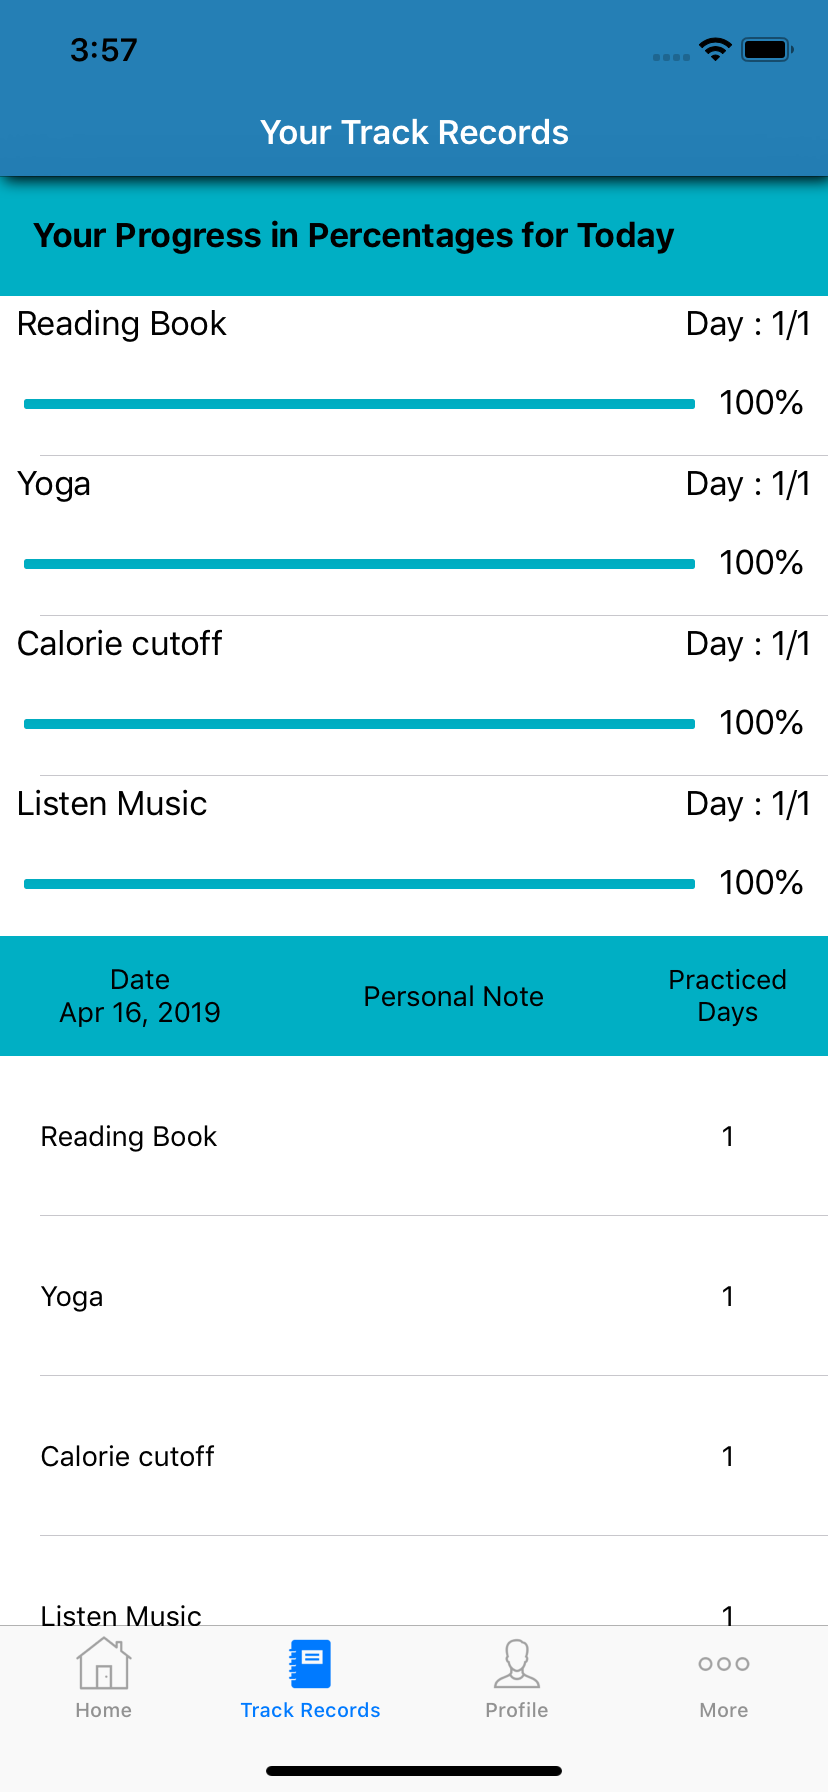 3:57
Your Track Records
Your Progress in Percentages for Today
Reading Book Day : 1/1
100%
Yoga Day : 1/1
100%
Calorie cutoff Day : 1/1
100%
Listen Music Day : 1/1
100%
Date
Apr 16, 2019
Personal Note
Practiced
Days
Reading Book 1
Yoga 1
Calorie cutoff 1
Listen Music 1
Home Track Records Profile More